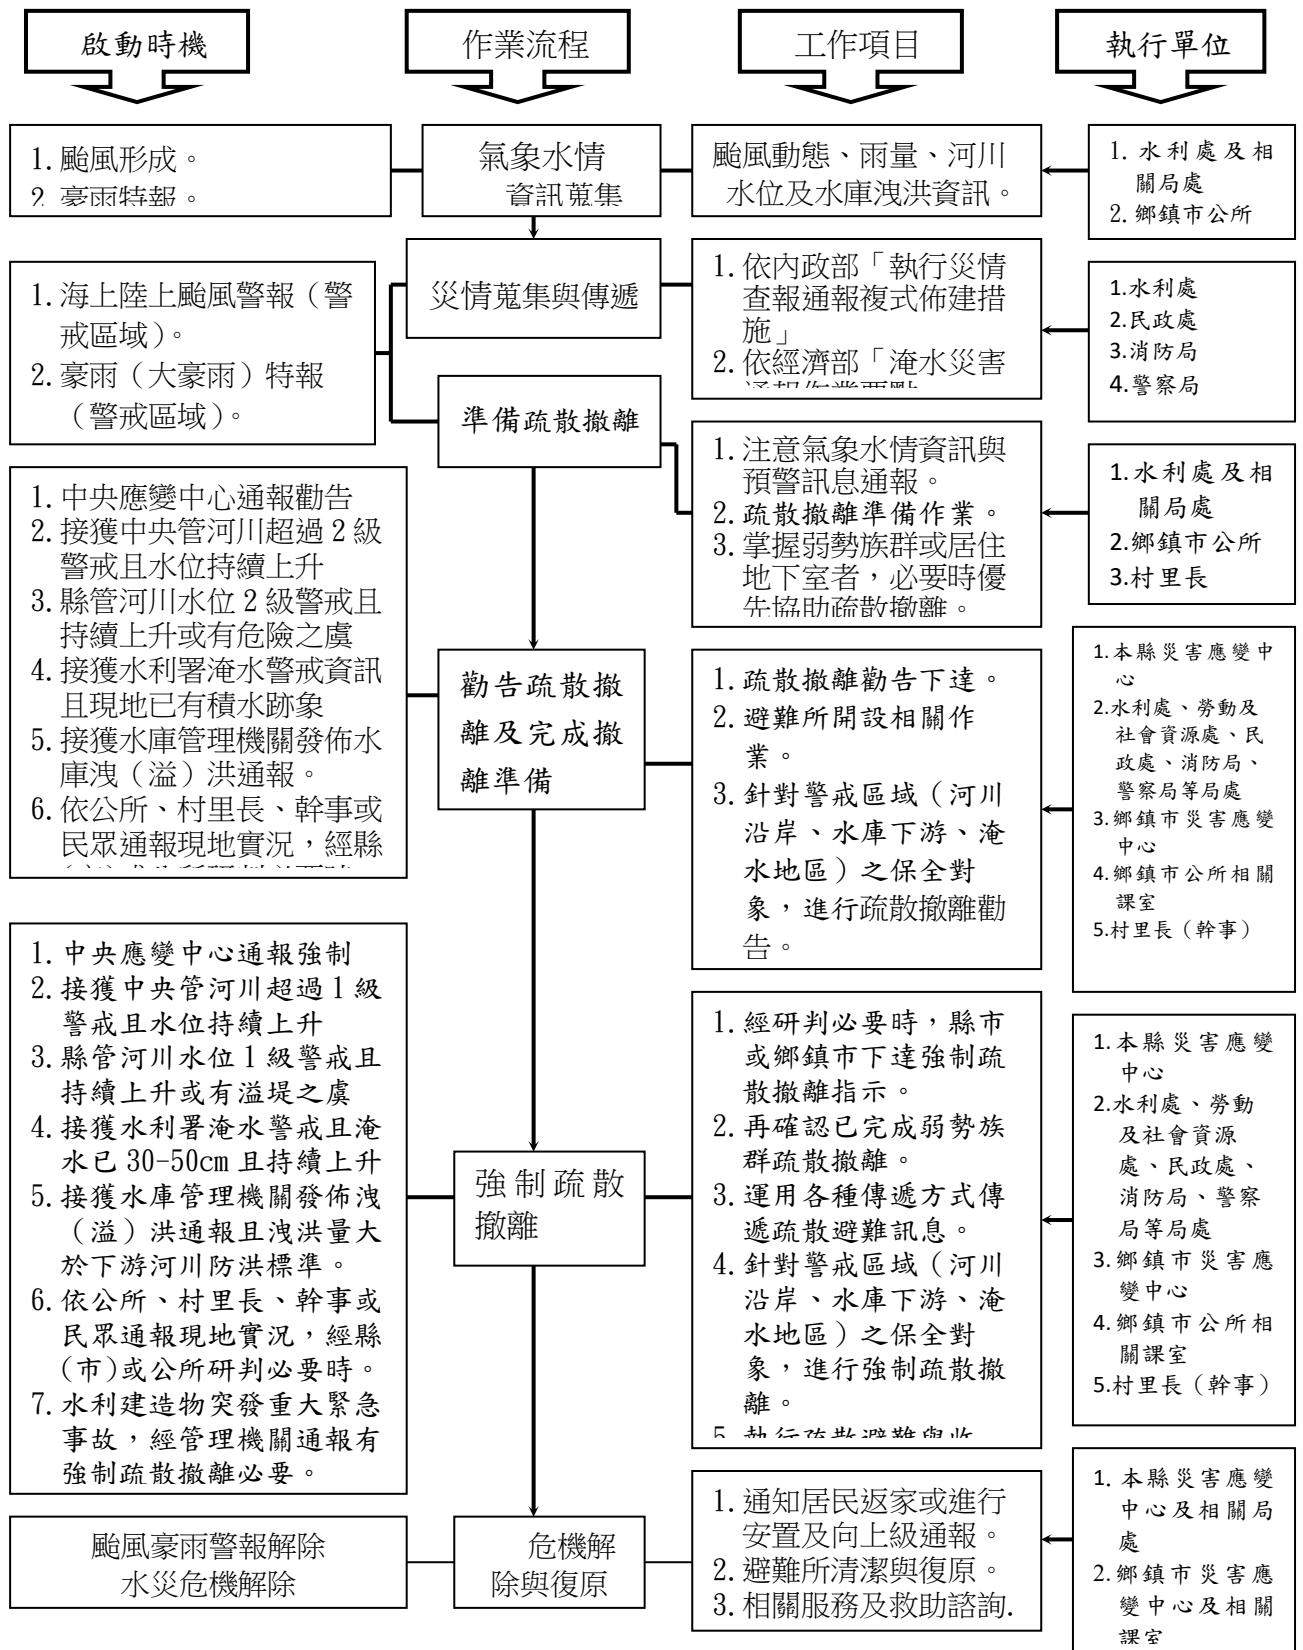 啟動時機
作業流程
工作項目
執行單位
1. 颱風形成。
2. 豪雨特報。
氣象水情
資訊蒐集
颱風動態、雨量、河川
水位及水庫洩洪資訊。
1. 水利處及相
關局處
2. 鄉鎮市公所
1. 海上陸上颱風警報（警
戒區域）。
2. 豪雨（大豪雨）特報
（警戒區域）。
災情蒐集與傳遞
1. 依內政部「執行災情
查報通報複式佈建措
施」
2. 依經濟部「淹水災害
1.水利處
2.民政處
3.消防局
4.警察局
準備疏散撤離
1. 注意氣象水情資訊與
預警訊息通報。
2. 疏散撤離準備作業。
3. 掌握弱勢族群或居住
地下室者，必要時優
先協助疏散撤離。
1.水利處及相
關局處
2.鄉鎮市公所
3.村里長
1. 中央應變中心通報勸告
2. 接獲中央管河川超過 2 級
警戒且水位持續上升
3. 縣管河川水位 2 級警戒且
持續上升或有危險之虞
4. 接獲水利署淹水警戒資訊
且現地已有積水跡象
5. 接獲水庫管理機關發佈水
庫洩（溢）洪通報。
6. 依公所、村里長、幹事或
民眾通報現地實況，經縣
勸告疏散撤
離及完成撤
離準備
1. 疏散撤離勸告下達。
2. 避難所開設相關作
業。
3. 針對警戒區域（河川
沿岸、水庫下游、淹
水地區）之保全對
象，進行疏散撤離勸
告。
1.本縣災害應變中
心
2.水利處、勞動及
社會資源處、民
政處、消防局、
警察局等局處
3.鄉鎮市災害應變
中心
4.鄉鎮市公所相關
課室
5.村里長（幹事）
1. 中央應變中心通報強制
2. 接獲中央管河川超過 1 級
警戒且水位持續上升
3. 縣管河川水位 1 級警戒且
持續上升或有溢堤之虞
4. 接獲水利署淹水警戒且淹
水已 30-50cm 且持續上升
5. 接獲水庫管理機關發佈洩
（溢）洪通報且洩洪量大
於下游河川防洪標準。
6. 依公所、村里長、幹事或
民眾通報現地實況，經縣
(市)或公所研判必要時。
7. 水利建造物突發重大緊急
事故，經管理機關通報有
強制疏散撤離必要。
強制疏散
撤離
1. 經研判必要時，縣市
或鄉鎮市下達強制疏
散撤離指示。
2. 再確認已完成弱勢族
群疏散撤離。
3. 運用各種傳遞方式傳
遞疏散避難訊息。
4. 針對警戒區域（河川
沿岸、水庫下游、淹
水地區）之保全對
象，進行強制疏散撤
離。
5. 執行疏散避難與收
1.本縣災害應變
中心
2.水利處、勞動
及社會資源
處、民政處、
消防局、警察
局等局處
3.鄉鎮市災害應
變中心
4.鄉鎮市公所相
關課室
5.村里長（幹事）
颱風豪雨警報解除
水災危機解除
危機解
除與復原
1. 通知居民返家或進行
安置及向上級通報。
2. 避難所清潔與復原。
3. 相關服務及救助諮詢.
1. 本縣災害應變
中心及相關局
處
2. 鄉鎮市災害應
變中心及相關
課室